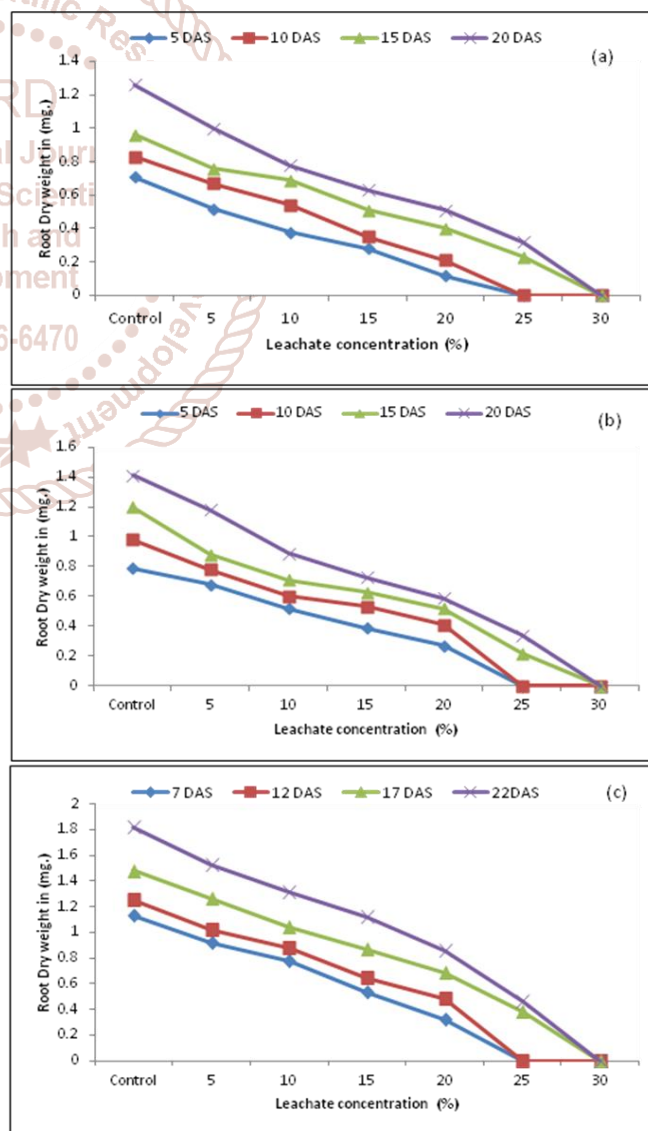 5 DAS 10 DAS 15 DAS 20 DAS
(a)
Root Dry weight in (mg.)
1.4
1.2
1
0.8
0.6
0.4
0.2
0
Control 5 10 15 20 25 30
Leachate concentration (%)
5 DAS 10 DAS 15 DAS 20 DAS
(b)
Root Dry weight in (mg.)
1.6
1.4
1.2
1
0.8
0.6
0.4
0.2
0
Control 5 10 15 20 25 30
Leachate concentration (%)
7 DAS 12 DAS 17 DAS 22DAS
(c)
Root Dry weight in (mg.)
2
1.8
1.6
1.4
1.2
1
0.8
0.6
0.4
0.2
0
Control 5 10 15 20 25 30
Leachate concentration (%)